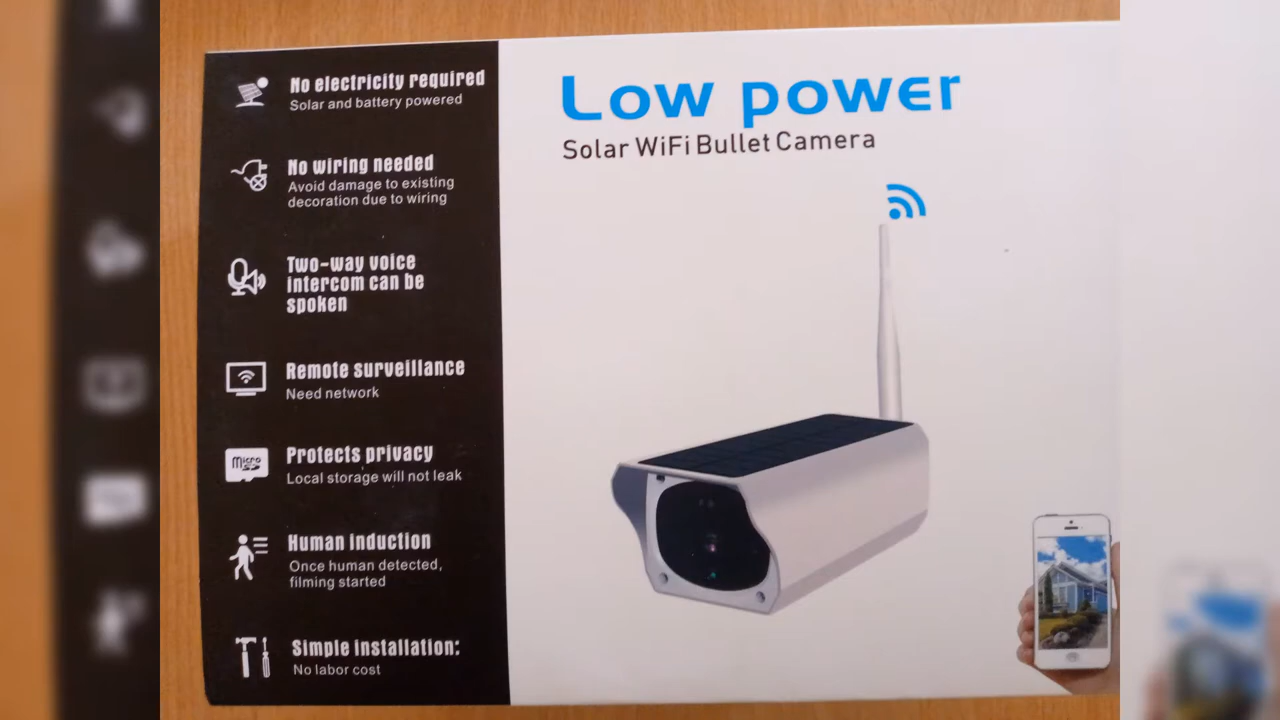 No electricity required
Solar and battery powered
No wiring needed
Avoid damage to existing
decoration due to wiring
Two-way voice
intercom can be
spoken
Remote surveillance
Need network
Micro
SD
Protects privacy
Local storage will not leak
Human induction
Once human detected,
filming started
Simple installation:
No labor cost
Low power
Solar WiFi Bullet Camera